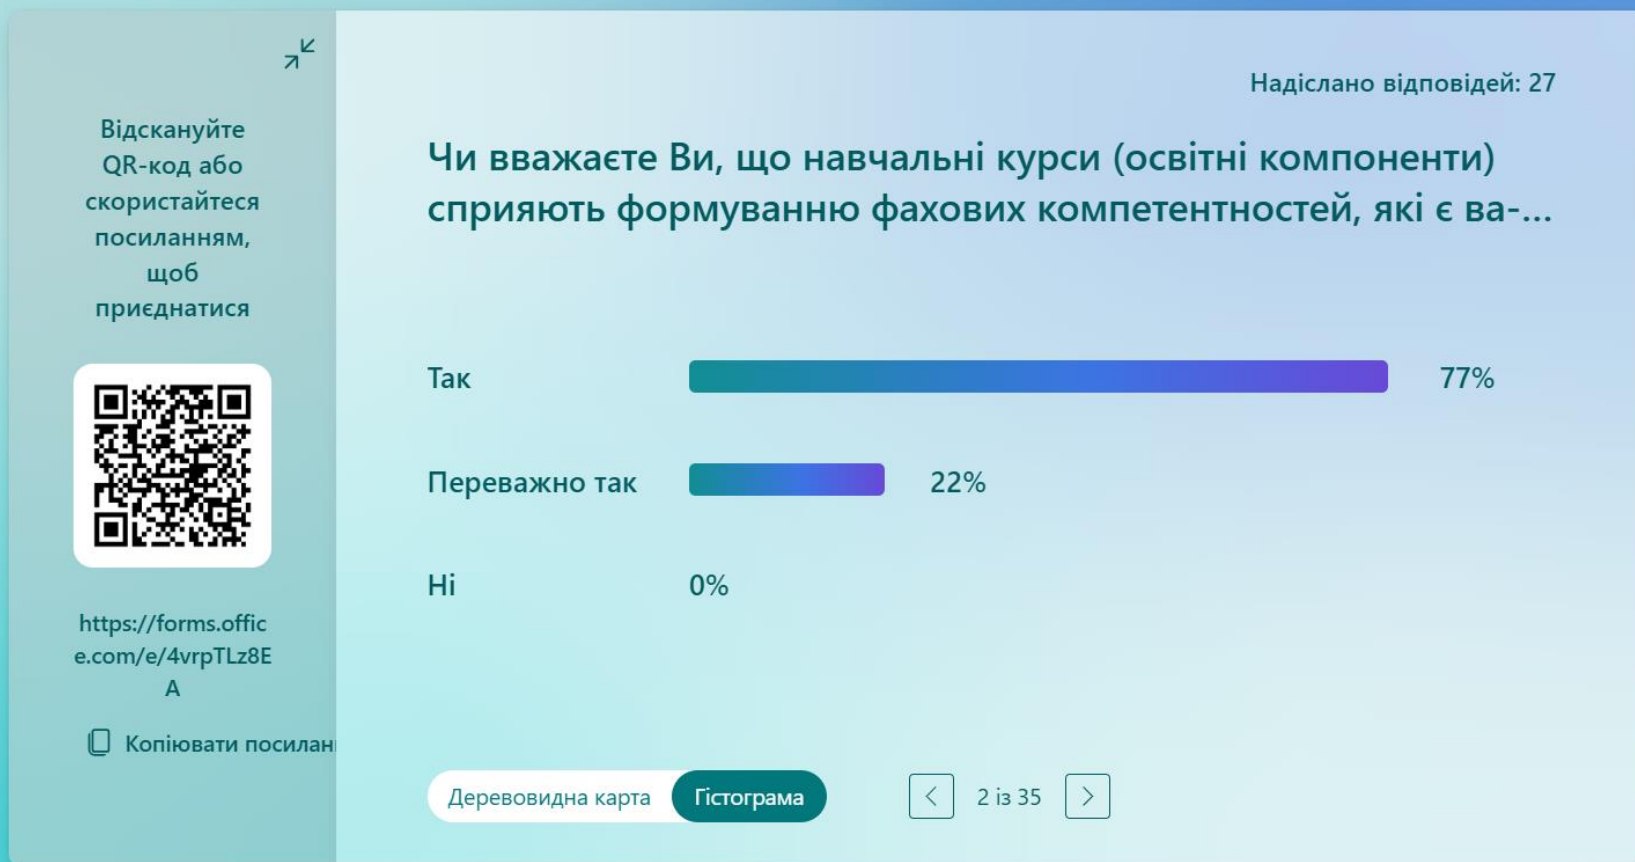 Відскануйте
QR-код або
скористайтеся
посиланням,
щоб
приєднатися
https://forms.offic
e.com/e/4vrpTLz8E
A
Копіювати посилан
Надіслано відповідей: 27
Чи вважаєте Ви, що навчальні курси (освітні компоненти)
сприяють формуванню фахових компетентностей, які є ва-...
Так 77%
Переважно так 22%
Ні 0%
Деревовидна карта Гістограма 2 із 35